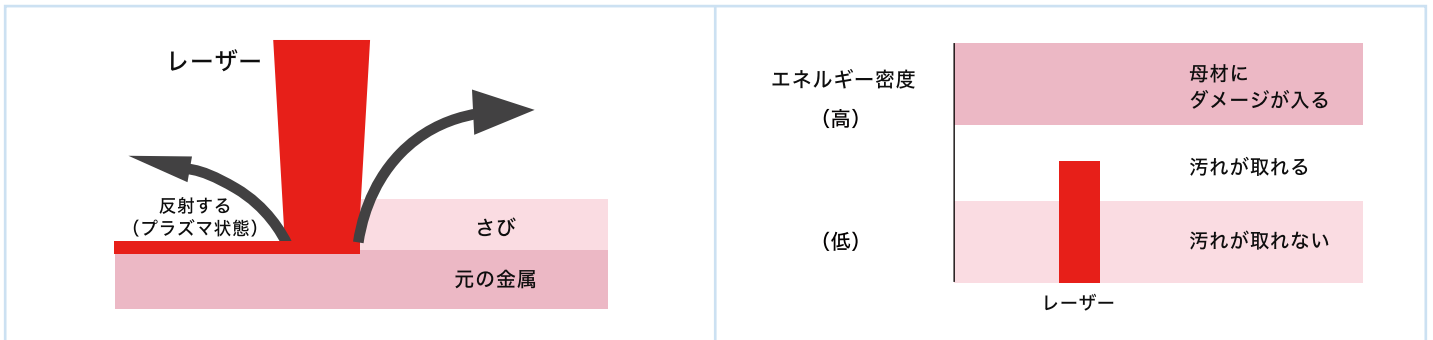 レーザー
反射する
（プラズマ状態）
さび
元の金属
エネルギー密度
（高）
（低）
母材に
ダメージが入る
汚れが取れる
汚れが取れない
レーザー